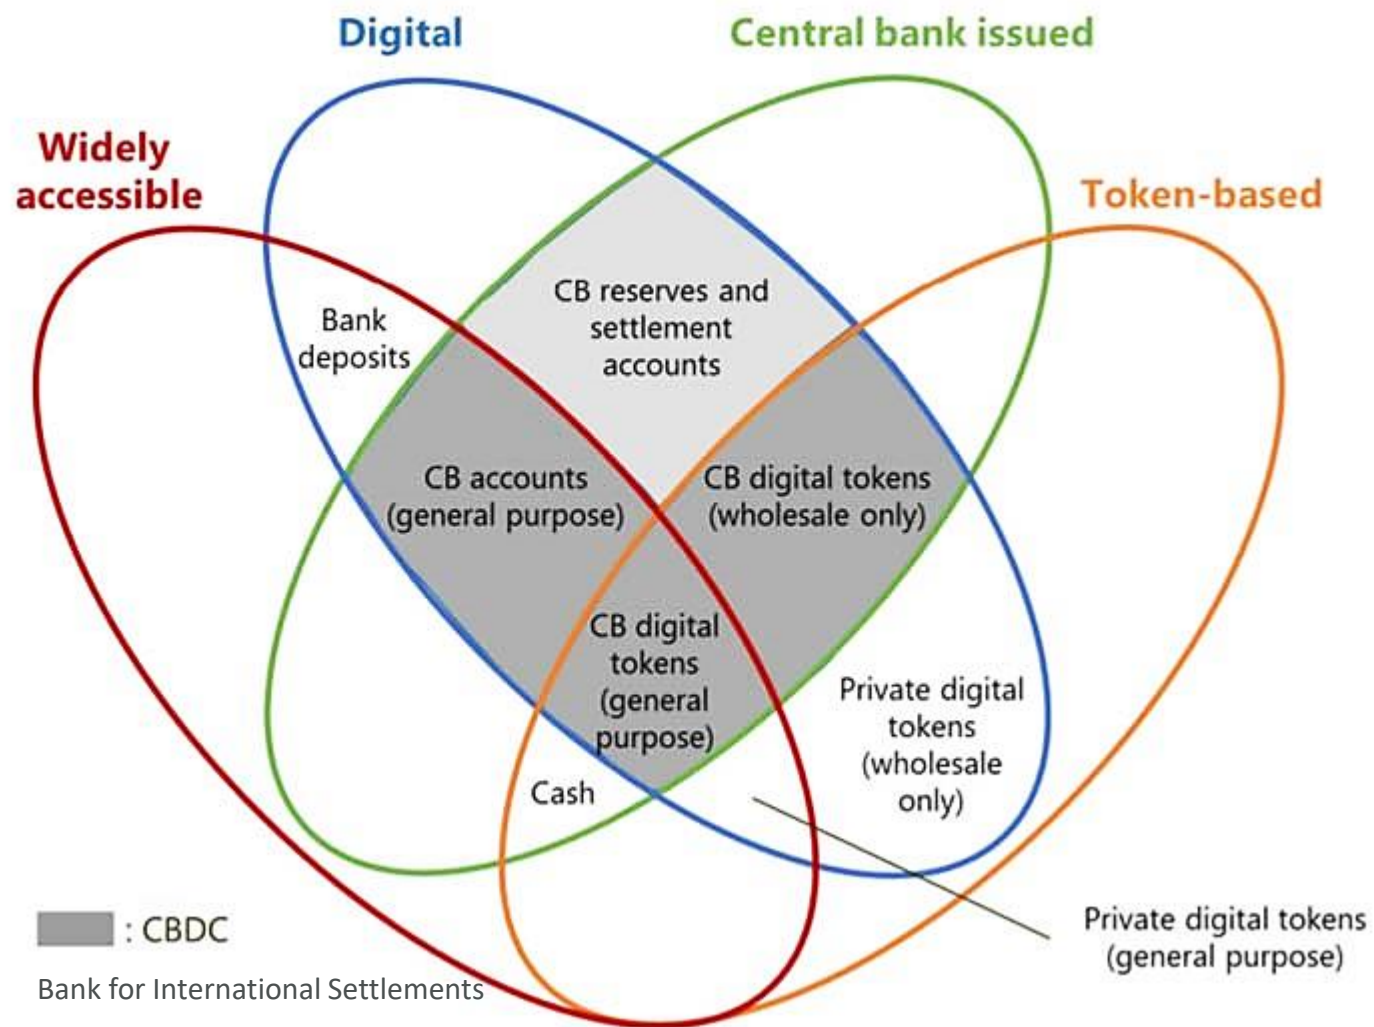 Digital
Central bank issued
Widely
accessible
Token-based
CB reserves and
settlement
accounts
Bank
deposits
CB accounts
(general purpose)
CB digital tokens
(wholesale only)
CB digital
tokens
(general
purpose)
Private digital
tokens
(wholesale
only)
Cash
Private digital tokens
(general purpose)
: CBDC
Bank for International Settlements